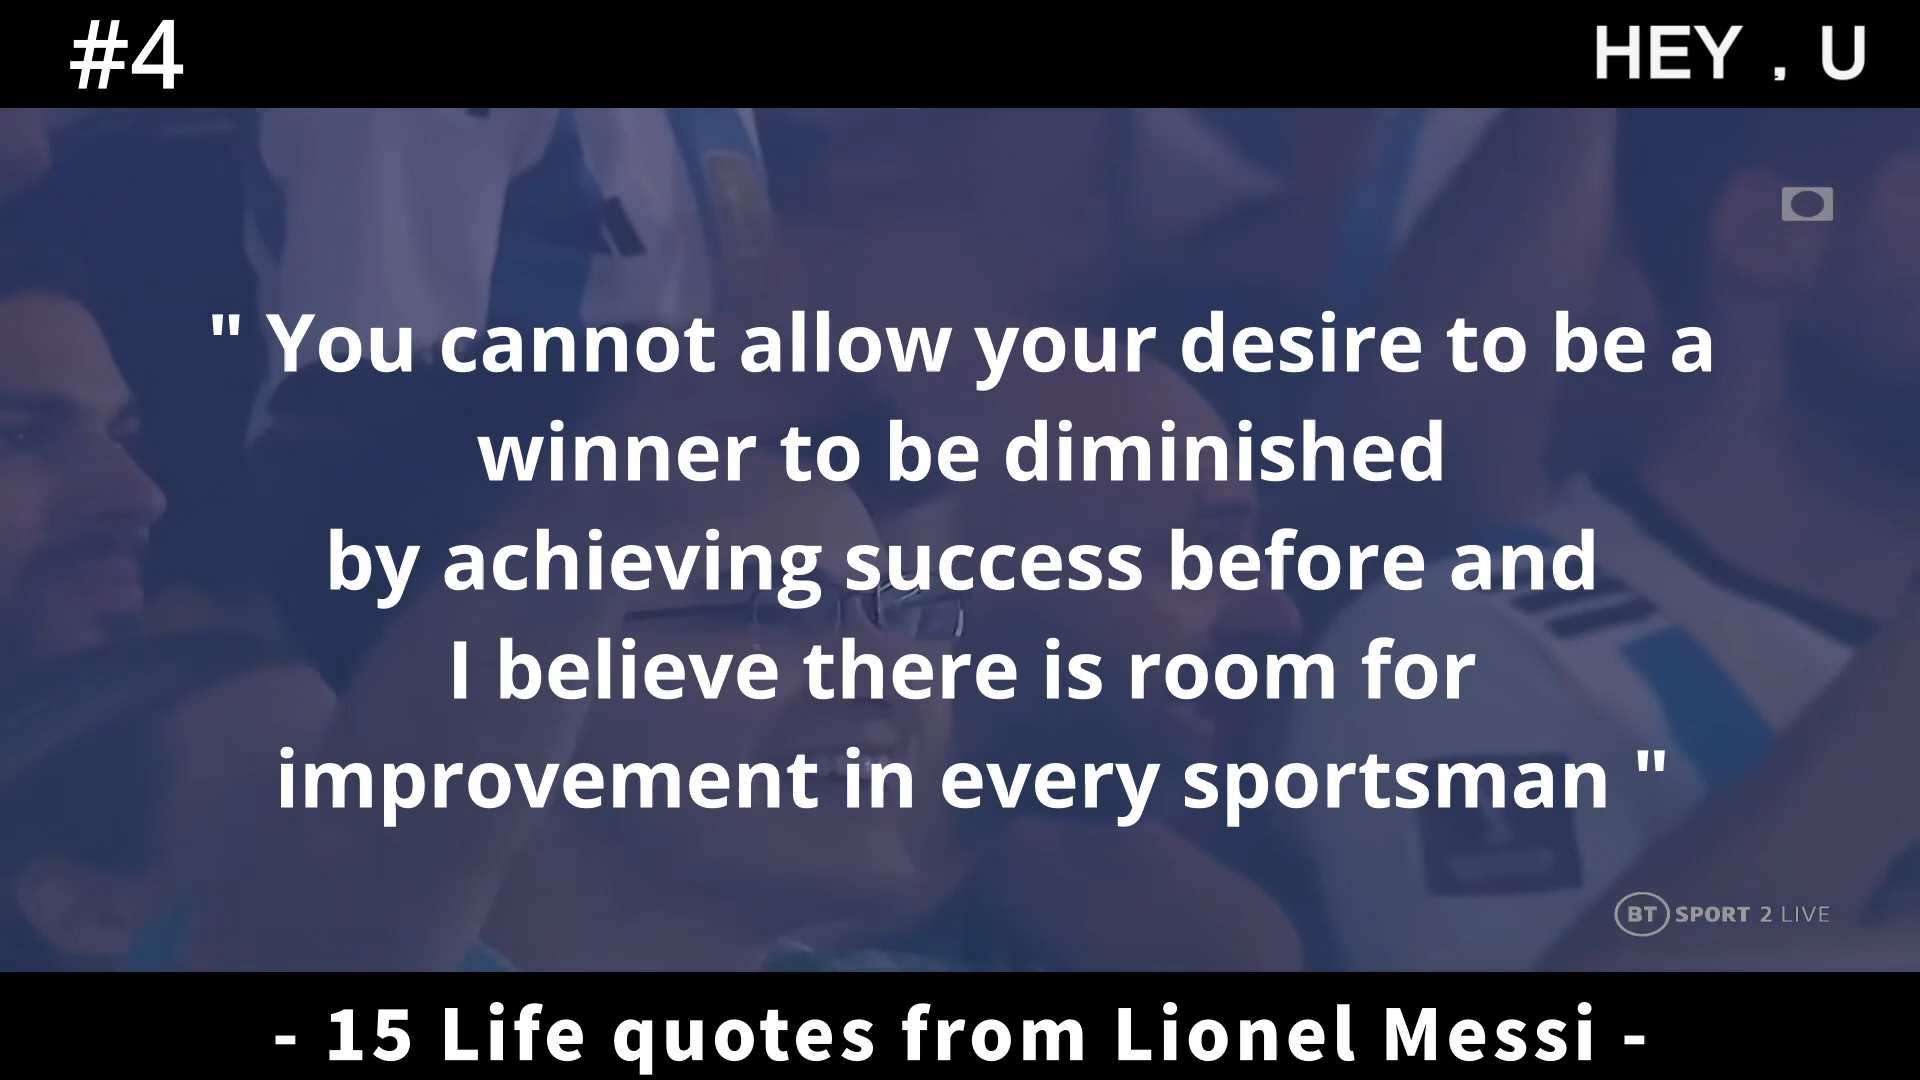 #4
HEY , U
" You cannot allow your desire to be a
winner to be diminished
by achieving success before and
I believe there is room for
improvement in every sportsman "
BT SPORT 2 LIVE
- 15 Life quotes from Lionel Messi -